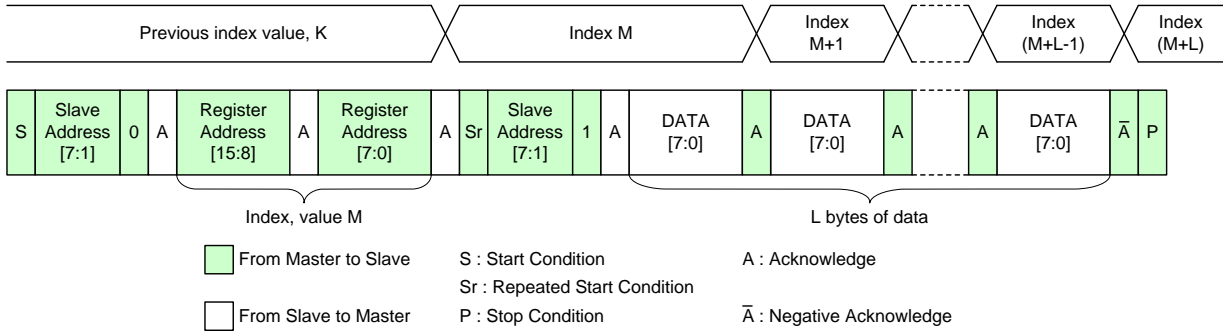 Previous index value, K
Index M
Index
M+1
Index
(M+L-1)
Index
(M+L)
S
Slave
Address
[7:1]
0
A
Register
Address
[15:8]
A
Register
Address
[7:0]
A
Sr
Slave
Address
[7:1]
1
A
DATA
[7:0]
A
DATA
[7:0]
A
A
DATA
[7:0]
A̅
P
Index, value M
L bytes of data
From Master to Slave
S : Start Condition
A : Acknowledge
Sr : Repeated Start Condition
From Slave to Master
P : Stop Condition
A̅ : Negative Acknowledge